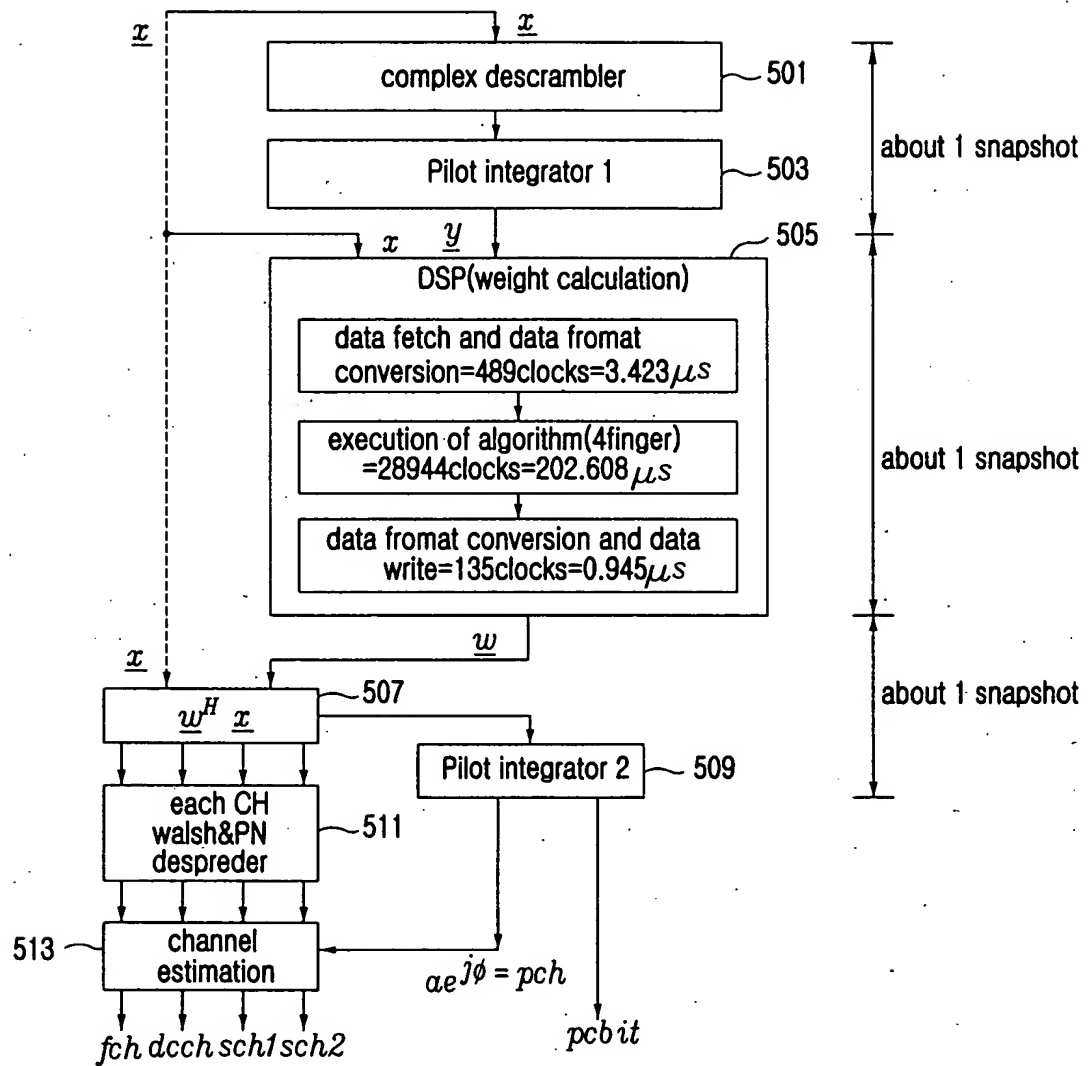 x
x
complex descrambler
501
Pilot integrator 1
503
about 1 snapshot
x
y
505
DSP(weight calculation)
data fetch and data fromat
conversion=489clocks=3.423μs
execution of algorithm(4finger)
=28944clocks=202.608μs
data fromat conversion and data
write=135clocks=0.945μs
about 1 snapshot
w
x
507
w^H x
about 1 snapshot
Pilot integrator 2
509
each CH
walsh&PN
despreder
511
513
channel
estimation
ae^jϕ = pch
fch dcch sch1 sch2
pcbit